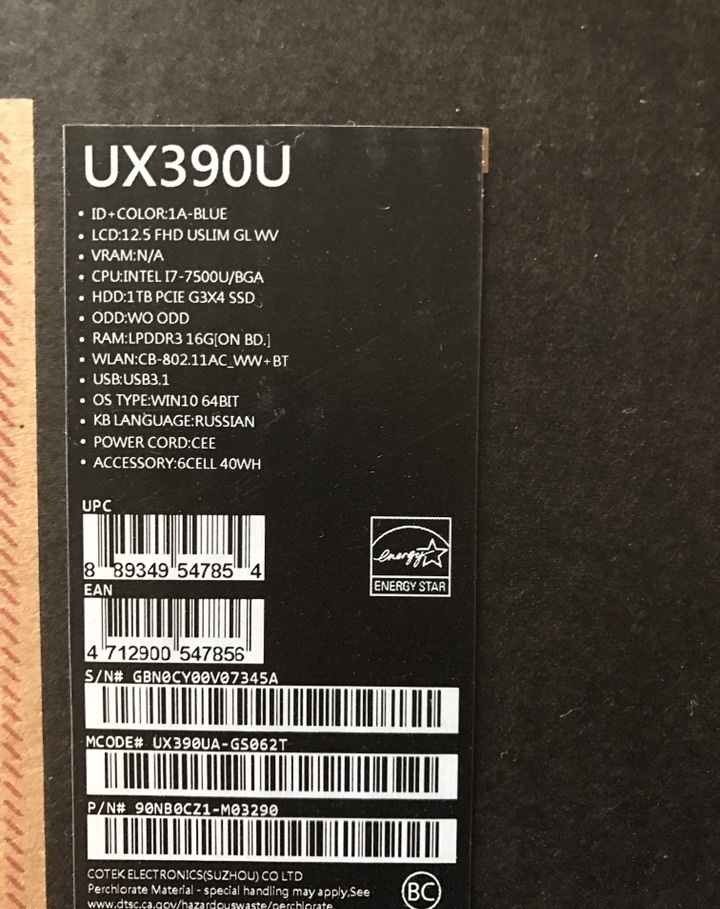 UX390U
• ID+COLOR:1A-BLUE
• LCD:12.5 FHD USLIM GL WV
• VRAM:N/A
• CPU:INTEL I7-7500U/BGA
• HDD:1TB PCIE G3X4 SSD
• ODD:WO ODD
• RAM:LPDDR3 16G[ON BD.]
• WLAN:CB-802.11AC_WW+BT
• USB:USB3.1
• OS TYPE:WIN10 64BIT
• KB LANGUAGE:RUSSIAN
• POWER CORD:CEE
• ACCESSORY:6CELL 40WH
UPC
8 89349 54785 4
energy
ENERGY STAR
EAN
4 712900 547856
S/N# GBN0CY00V07345A
MCODE# UX390UA-GS062T
P/N# 90NB0CZ1-M03290
COTEK ELECTRONICS(SUZHOU) CO LTD
Perchlorate Material - special handling may apply,See
www.dtsc.ca.gov/hazardouswaste/perchlorate
BC